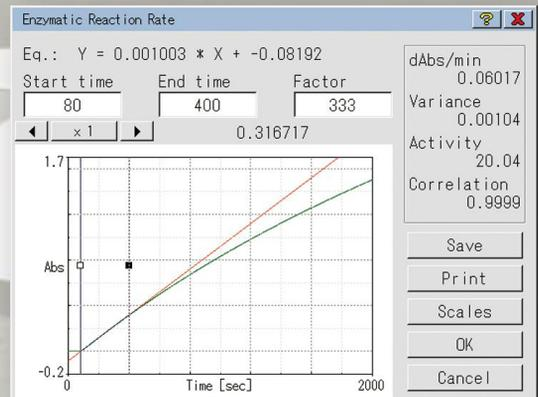 Enzymatic Reaction Rate
? X
Eq.: Y = 0.001003 * X + -0.08192
Start time End time Factor
80 400 333
× 1 0.316717
dAbs/min
0.06017
Variance
0.00104
Activity
20.04
Correlation
0.9999
1.7
Abs
-0.2
0 Time [sec] 2000
Save
Print
Scales
OK
Cancel